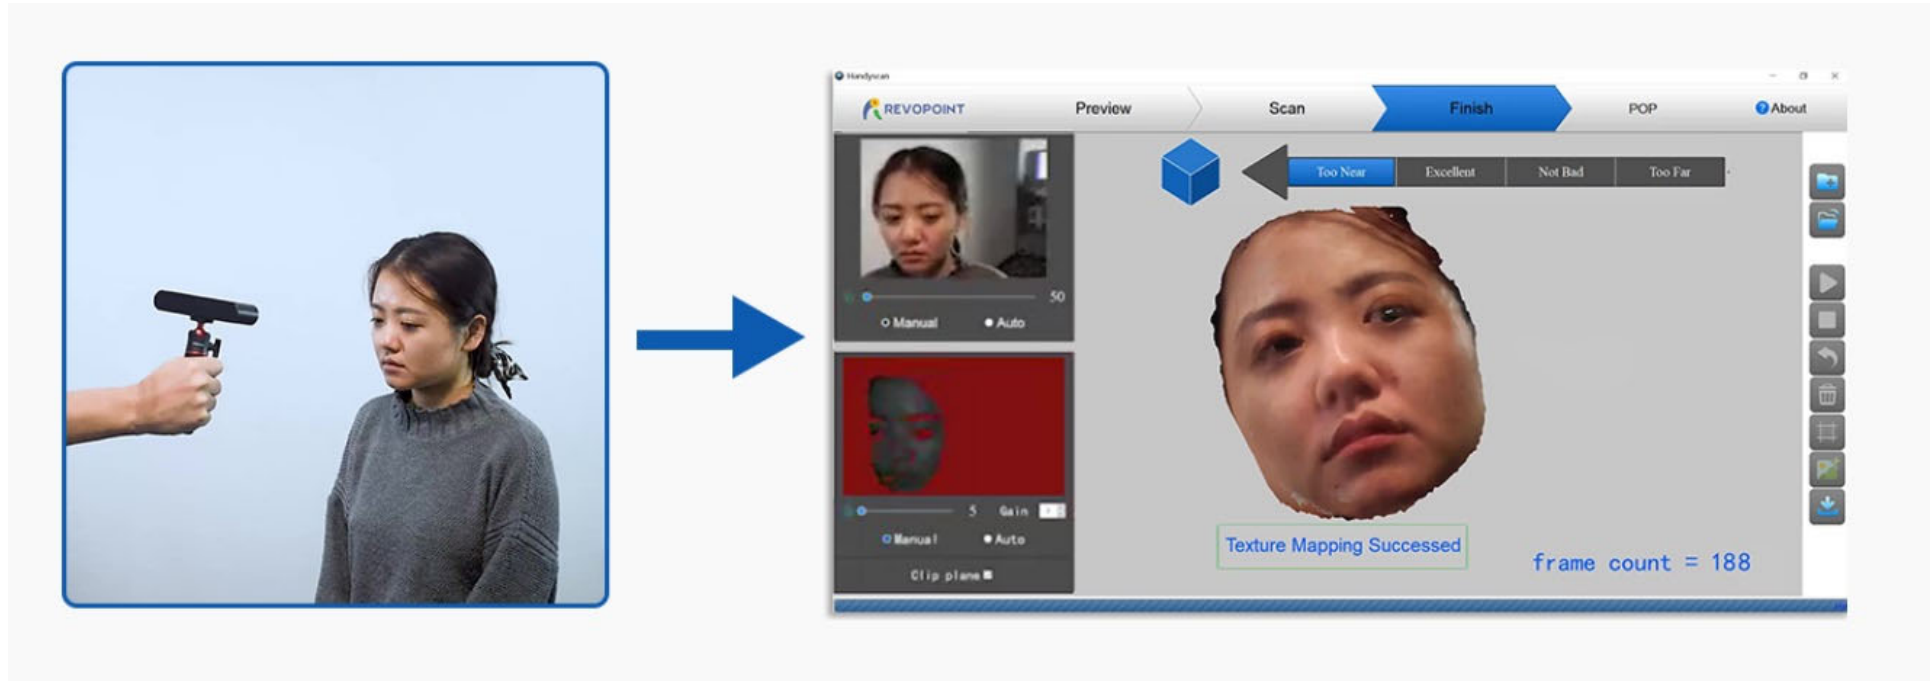 Handyscan
REVOPOINT
Preview
Scan
Finish
POP
About
Too Near
Excellent
Not Bad
Too Far
50
Manual
Auto
5
Gain
Manual
Auto
Clip plane
Texture Mapping Successed
frame count = 188